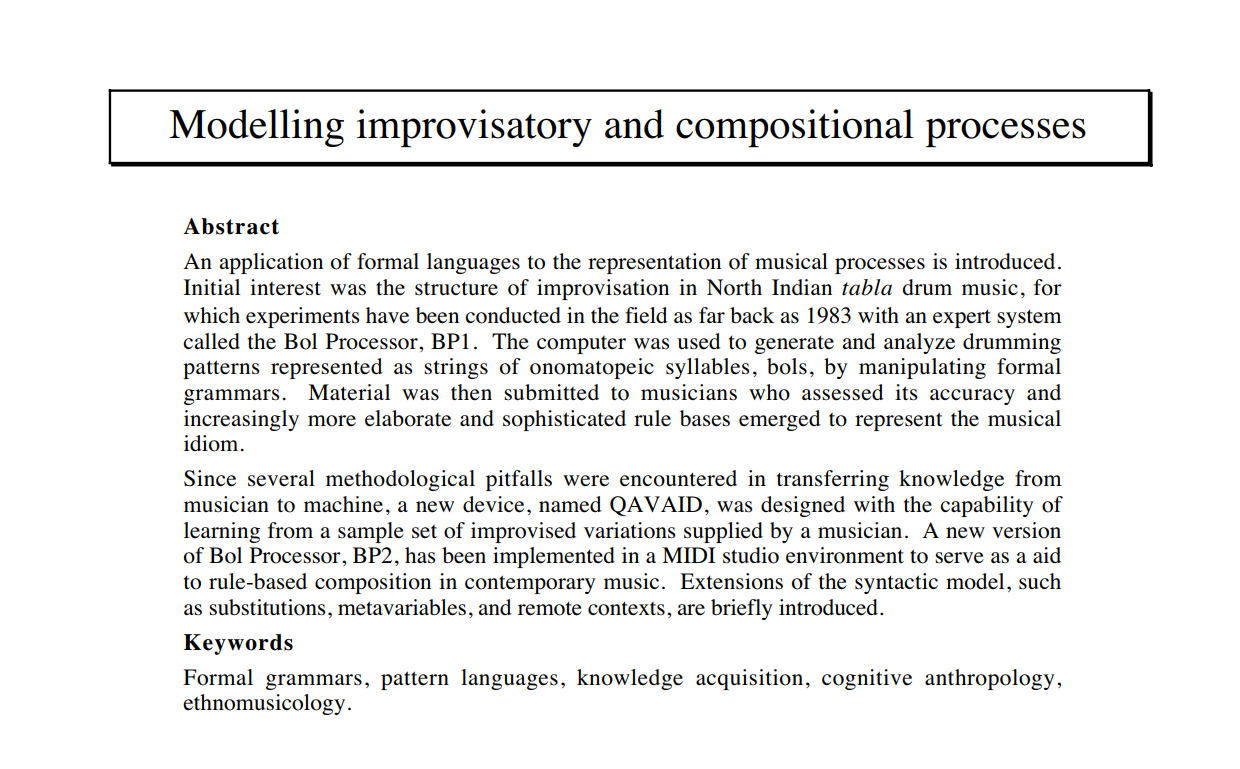 Modelling improvisatory and compositional processes
Abstract
An application of formal languages to the representation of musical processes is introduced.
Initial interest was the structure of improvisation in North Indian tabla drum music, for
which experiments have been conducted in the field as far back as 1983 with an expert system
called the Bol Processor, BP1. The computer was used to generate and analyze drumming
patterns represented as strings of onomatopeic syllables, bols, by manipulating formal
grammars. Material was then submitted to musicians who assessed its accuracy and
increasingly more elaborate and sophisticated rule bases emerged to represent the musical
idiom.
Since several methodological pitfalls were encountered in transferring knowledge from
musician to machine, a new device, named QAVAID, was designed with the capability of
learning from a sample set of improvised variations supplied by a musician. A new version
of Bol Processor, BP2, has been implemented in a MIDI studio environment to serve as a aid
to rule-based composition in contemporary music. Extensions of the syntactic model, such
as substitutions, metavariables, and remote contexts, are briefly introduced.
Keywords
Formal grammars, pattern languages, knowledge acquisition, cognitive anthropology,
ethnomusicology.